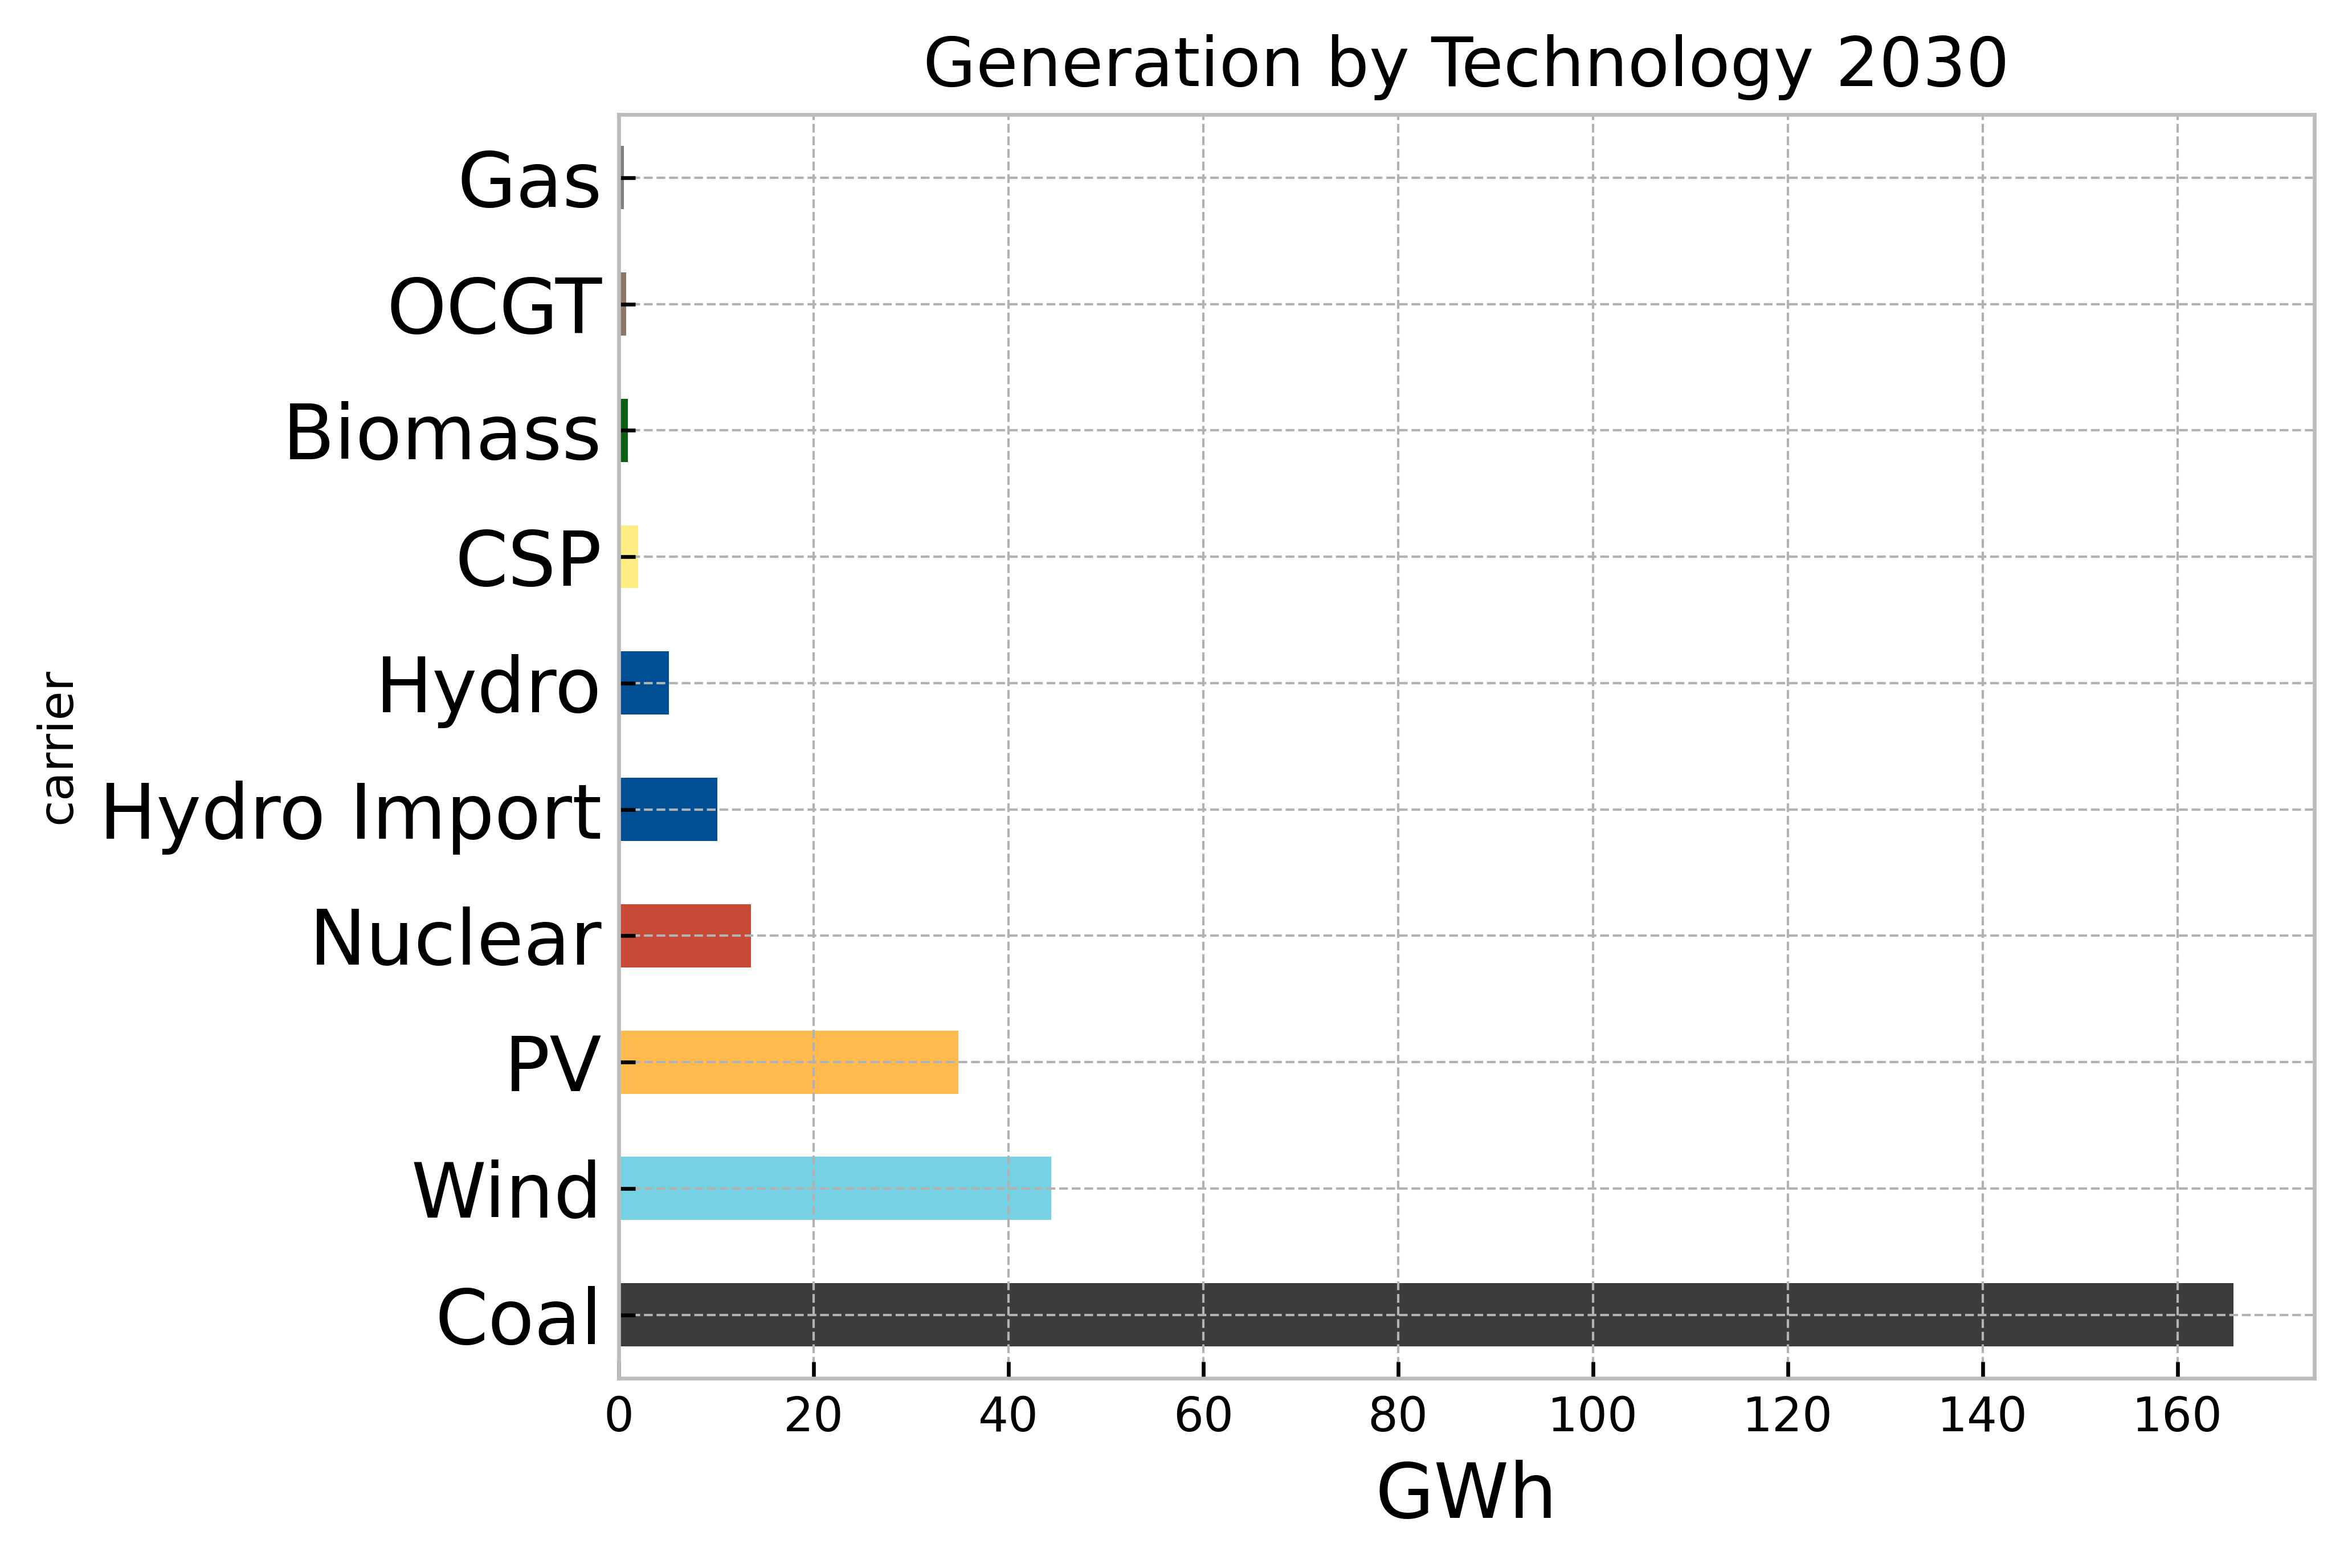 Generation by Technology 2030
Gas
OCGT
Biomass
CSP
Hydro
Hydro Import
Nuclear
PV
Wind
Coal
carrier
0 20 40 60 80 100 120 140 160
GWh